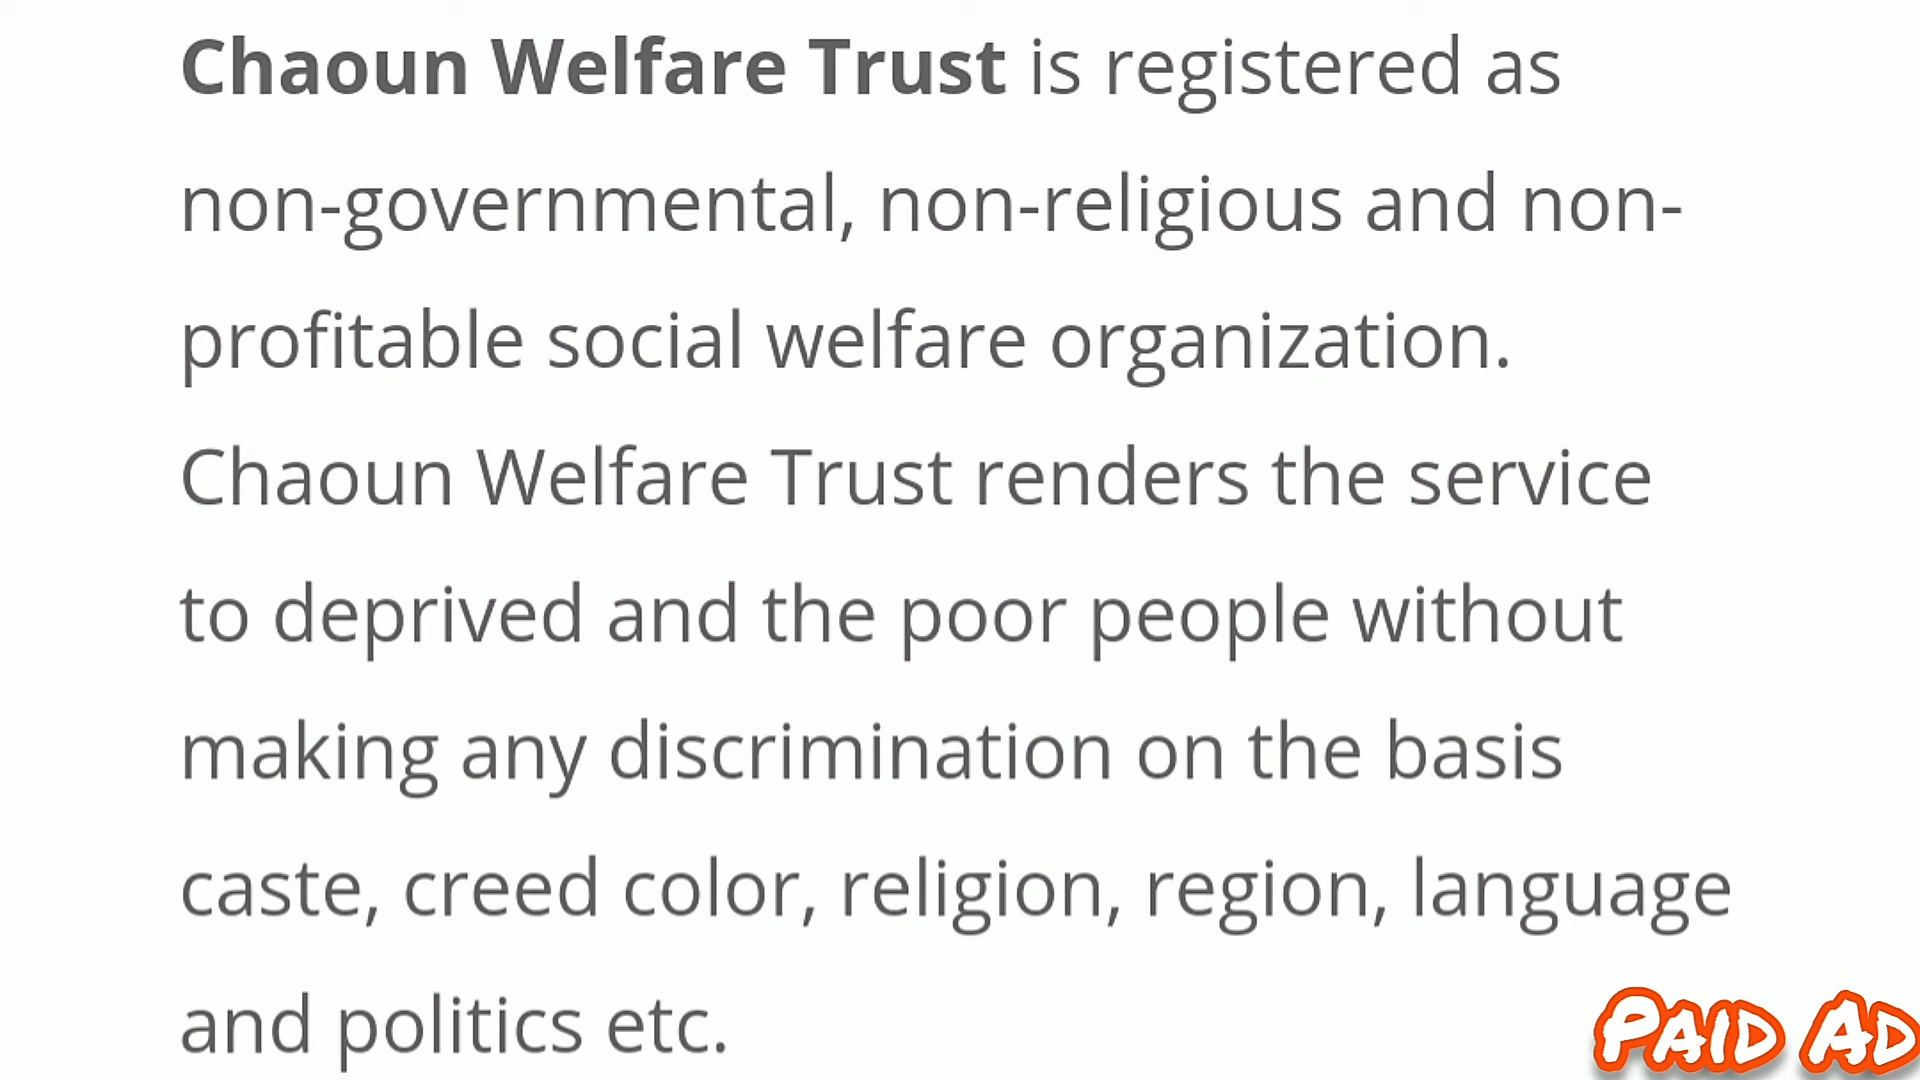 Chaoun Welfare Trust is registered as
non-governmental, non-religious and non-
profitable social welfare organization.
Chaoun Welfare Trust renders the service
to deprived and the poor people without
making any discrimination on the basis
caste, creed color, religion, region, language
and politics etc.
PAID AD